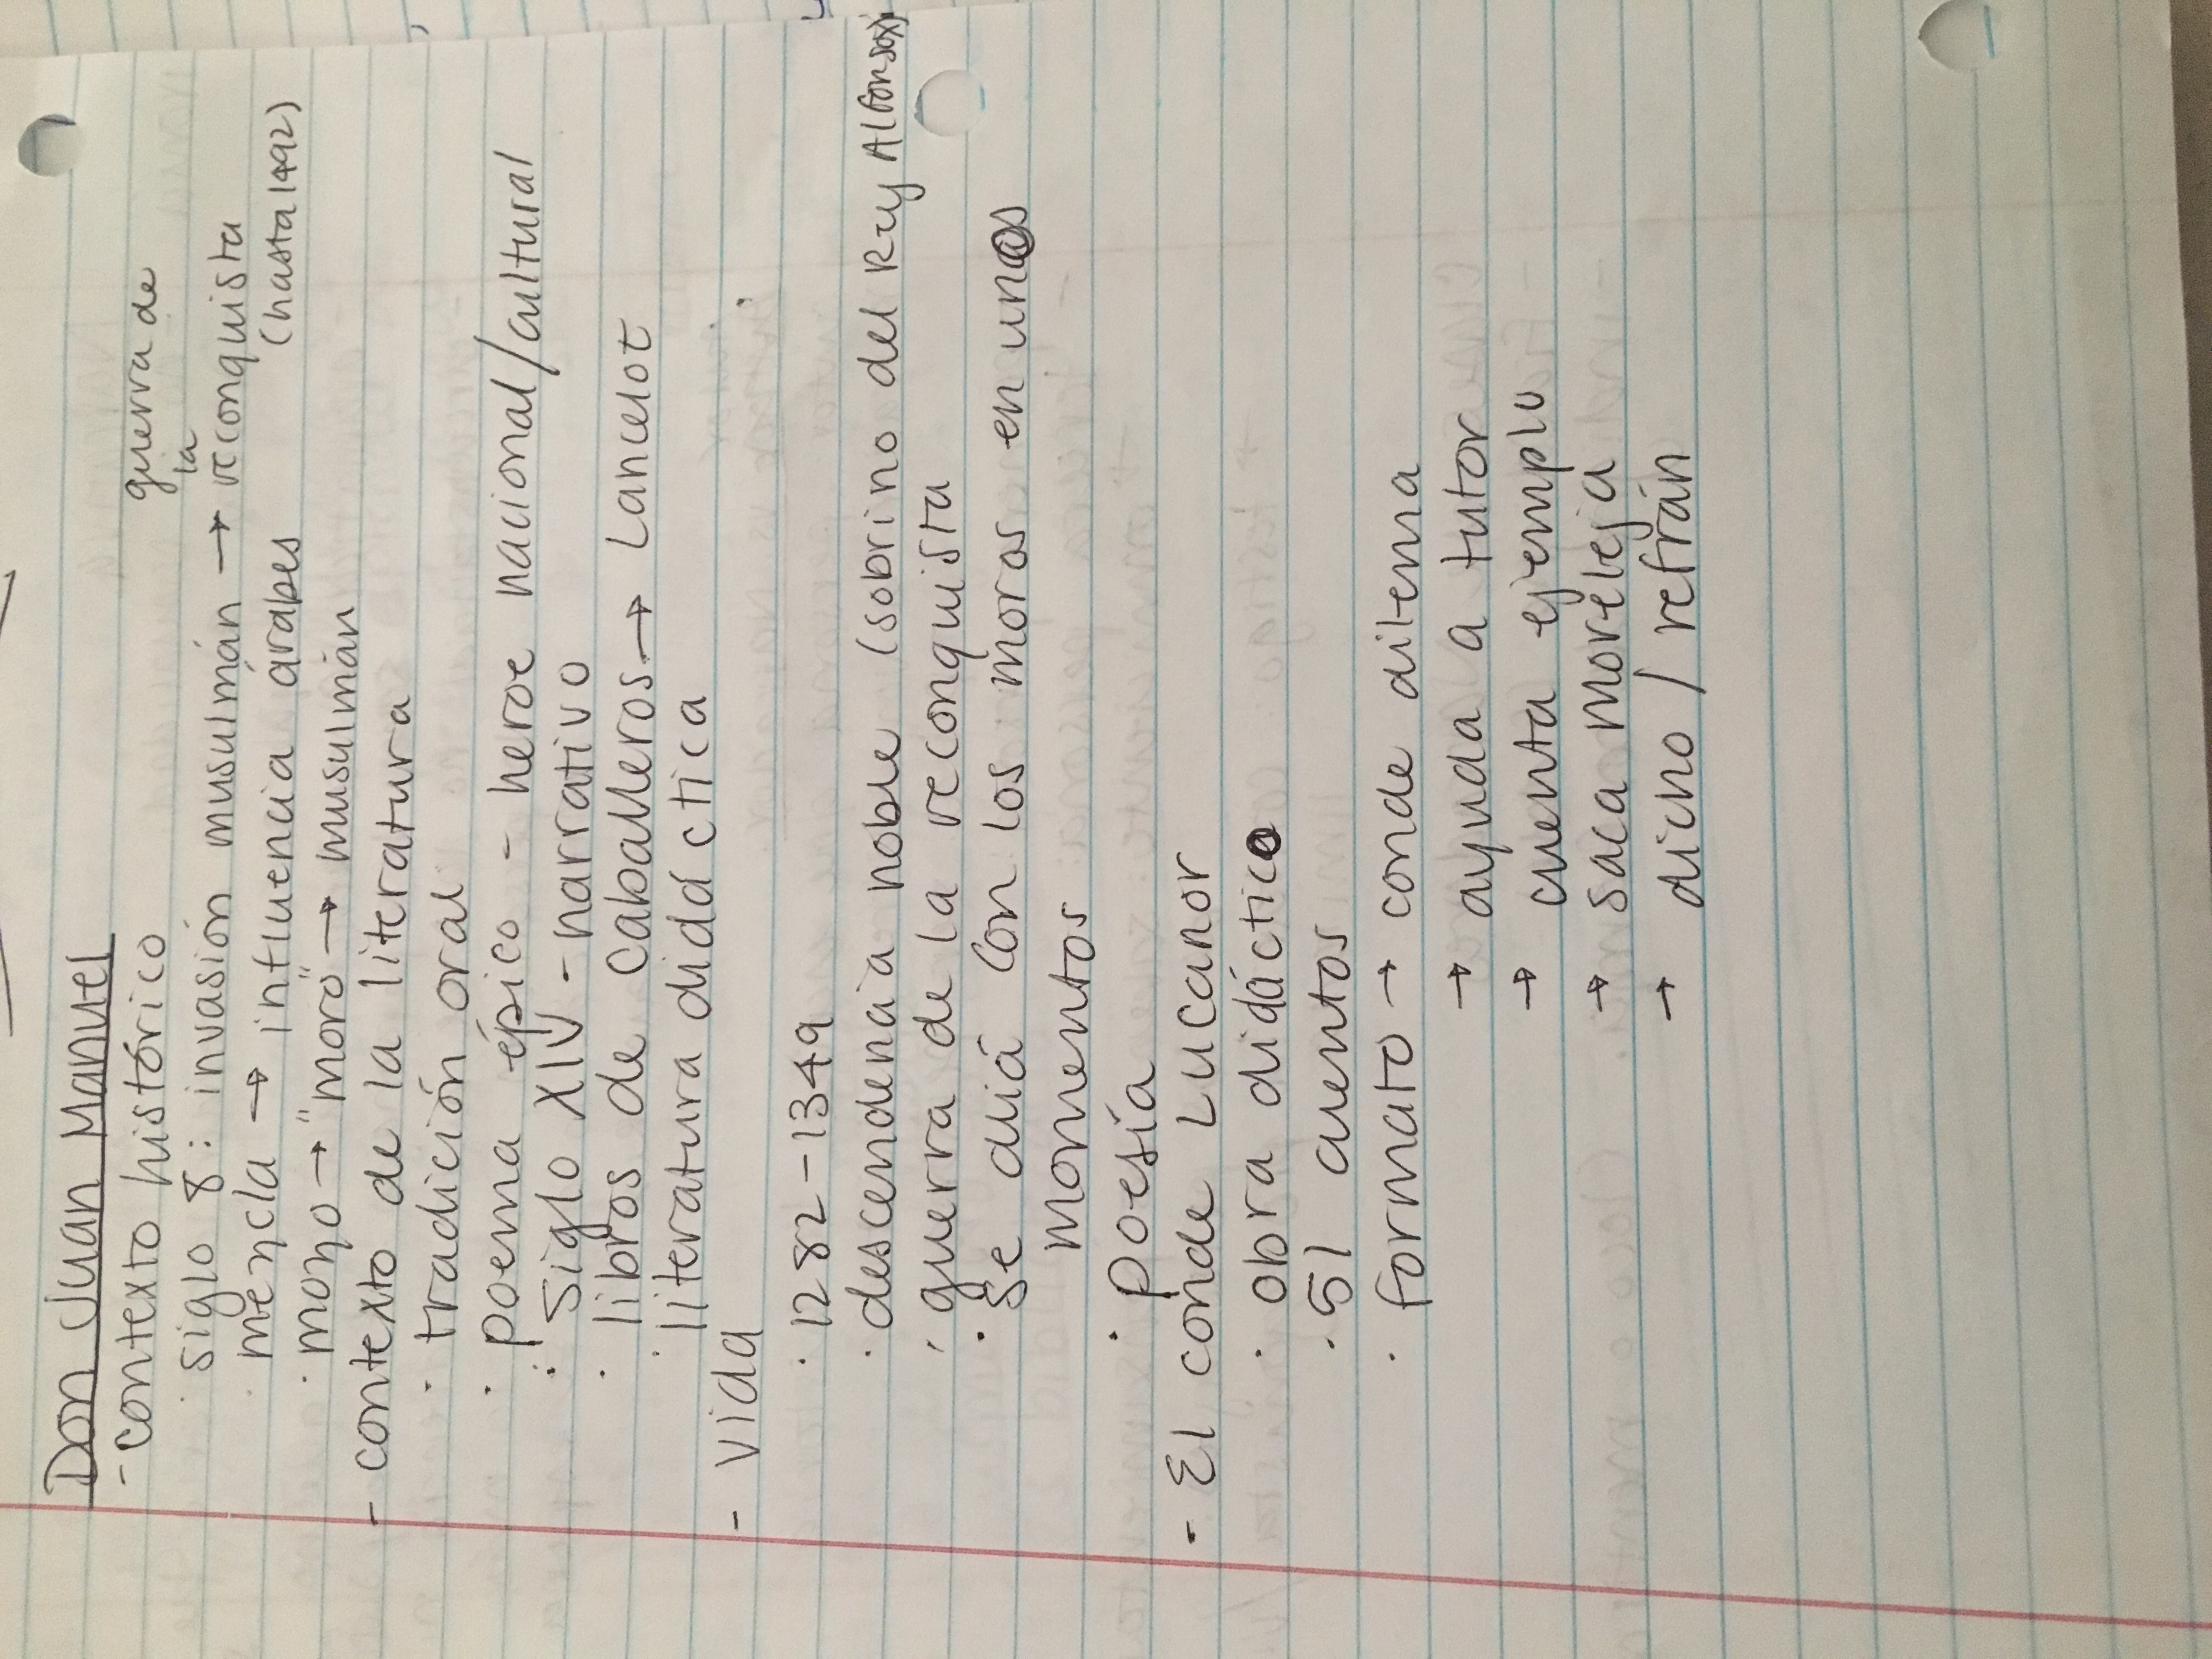 Don Juan Manuel
- contexto histórico
· siglo 8: invasión musulmán → guerra de la reconquista
(hasta 1492)
· mezcla → influencia árabes
· mozo → "moro" → musulmán
- contexto de la literatura
· tradición oral
· poema épico - heroe nacional/cultural
· siglo XIV - narrativo
· libros de caballeros → Lancelot
· literatura didáctica
- vida
· 1282-1349
· descendencia noble (sobrino del Rey Alfonso X)
· guerra de la reconquista
· se aliá con los moros en unos
momentos
· poesía
- El conde Lucanor
· obra didáctico
· 51 cuentos
· formato → conde dilema
→ ayuda a tutor
→ cuenta ejemplo
→ saca moreleja
→ dicho / refrán